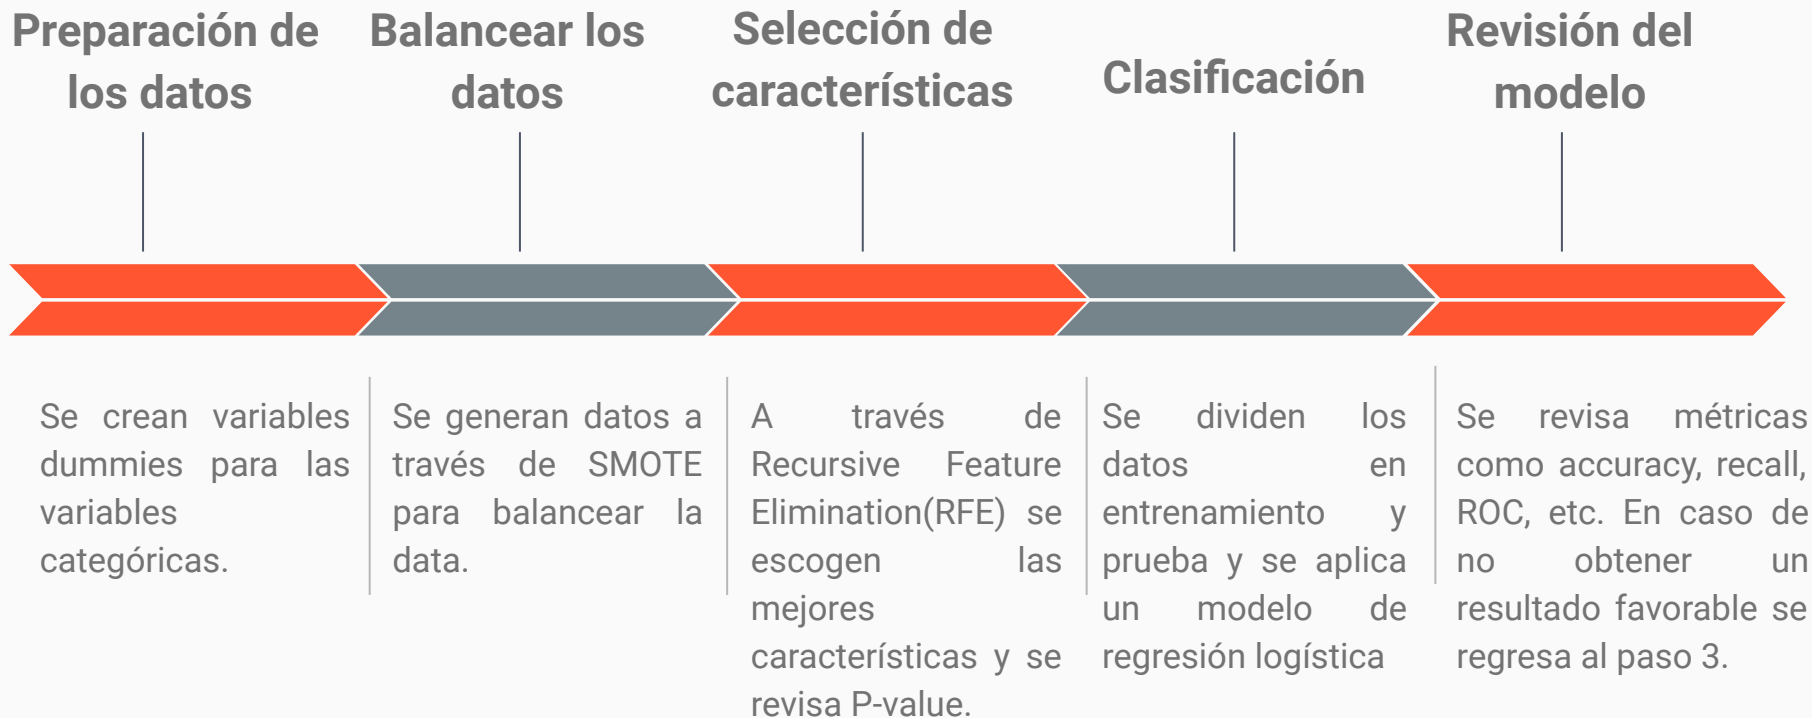 Preparación de
los datos
Balancear los
datos
Selección de
características
Clasificación
Revisión del
modelo
Se crean variables
dummies para las
variables
categóricas.
Se generan datos a
través de SMOTE
para balancear la
data.
A través de
Recursive Feature
Elimination(RFE) se
escogen las
mejores
características y se
revisa P-value.
Se dividen los
datos en
entrenamiento y
prueba y se aplica
un modelo de
regresión logística
Se revisa métricas
como accuracy, recall,
ROC, etc. En caso de
no obtener un
resultado favorable se
regresa al paso 3.